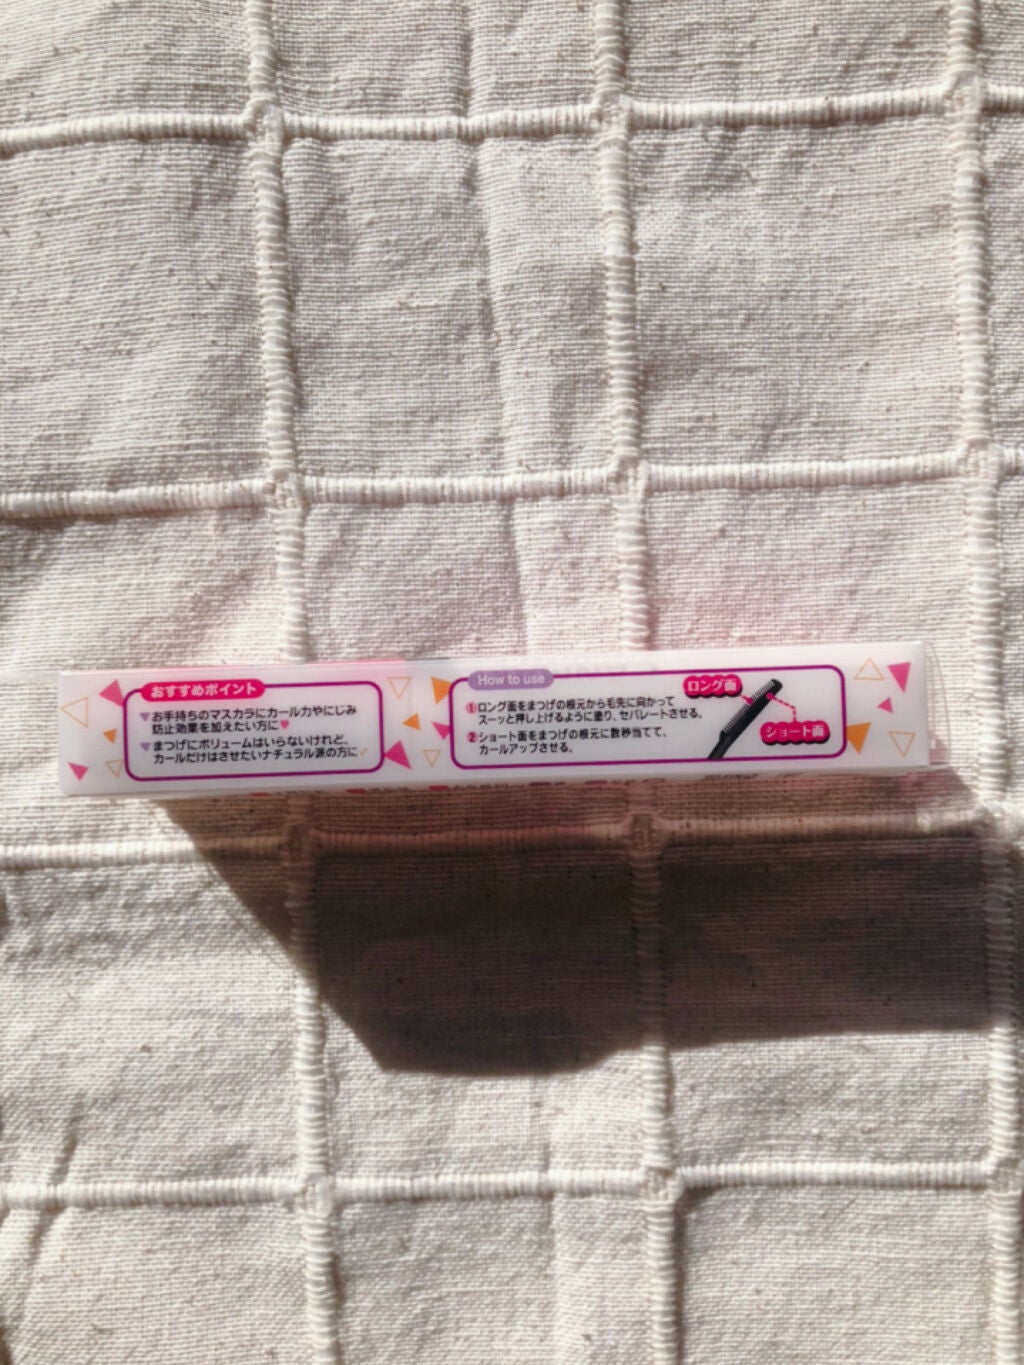 おすすめポイント
♥お手持ちのマスカラにカール力やにじみ
防止効果を加えたい方に♥
♥まつげにボリュームはいらないけれど、
カールだけはさせたいナチュラル派の方に
How to use
①ロング面をまつげの根元から毛先に向かって
スーッと押し上げるように塗り、セパレートさせる。
②ショート面をまつげの根元に数秒当てて、
カールアップさせる。
ロング面
ショート面